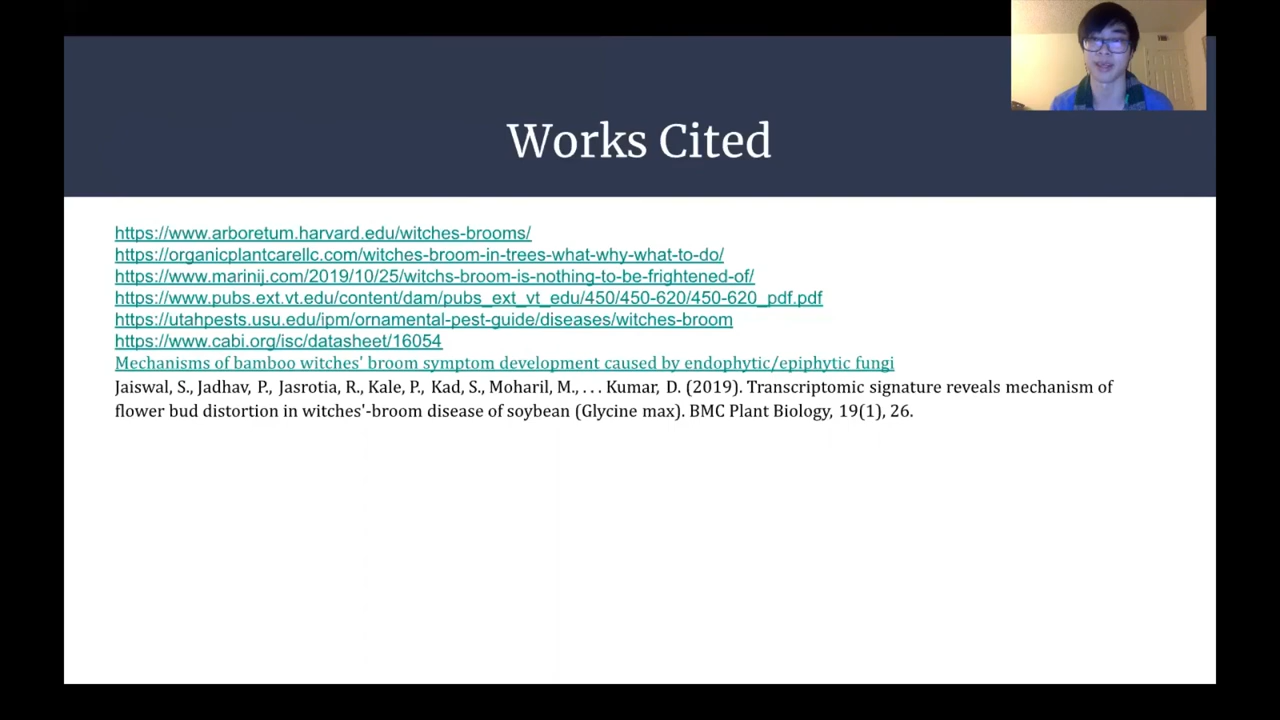 Works Cited
https://www.arboretum.harvard.edu/witches-brooms/
https://organicplantcarellc.com/witches-broom-in-trees-what-why-what-to-do/
https://www.marinij.com/2019/10/25/witchs-broom-is-nothing-to-be-frightened-of/
https://www.pubs.ext.vt.edu/content/dam/pubs_ext_vt_edu/450/450-620/450-620_pdf.pdf
https://utahpests.usu.edu/ipm/ornamental-pest-guide/diseases/witches-broom
https://www.cabi.org/isc/datasheet/16054
Mechanisms of bamboo witches' broom symptom development caused by endophytic/epiphytic fungi
Jaiswal, S., Jadhav, P., Jasrotia, R., Kale, P., Kad, S., Moharil, M., . . . Kumar, D. (2019). Transcriptomic signature reveals mechanism of
flower bud distortion in witches'-broom disease of soybean (Glycine max). BMC Plant Biology, 19(1), 26.